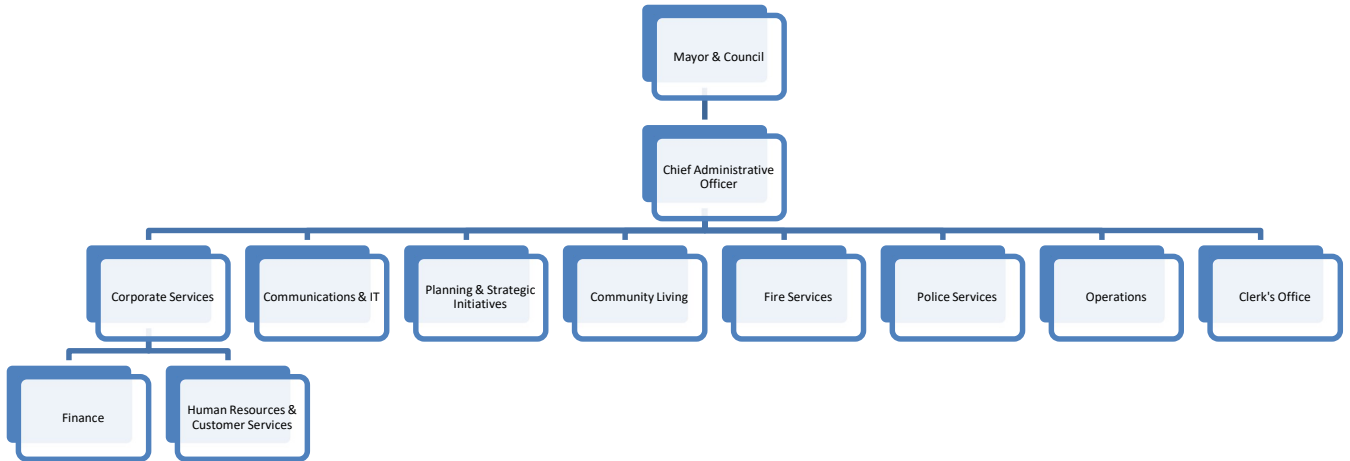 Mayor & Council
Chief Administrative
Officer
Corporate Services
Communications & IT
Planning & Strategic
Initiatives
Community Living
Fire Services
Police Services
Operations
Clerk's Office
Finance
Human Resources &
Customer Services